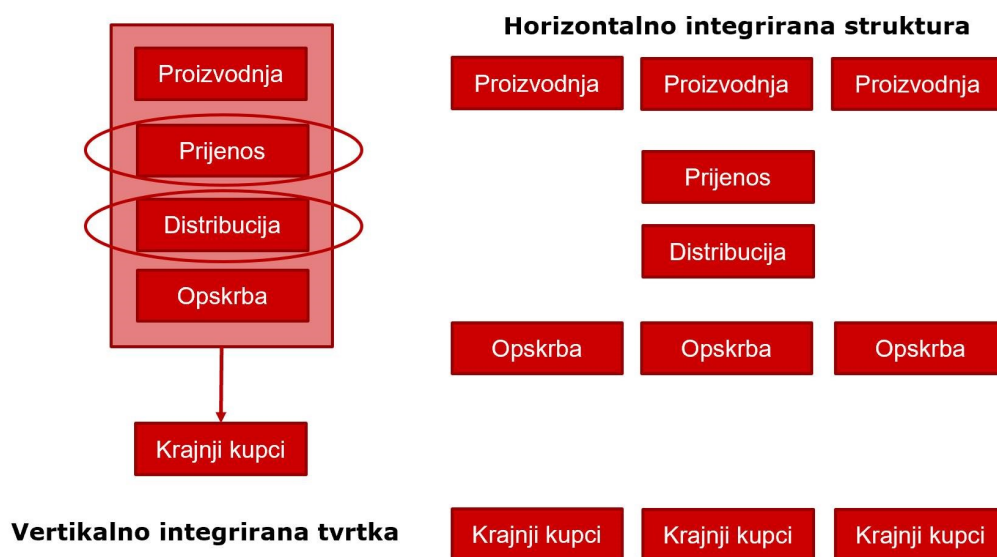 Proizvodnja
Prijenos
Distribucija
Opskrba
Krajnji kupci
Vertikalno integrirana tvrtka
Horizontalno integrirana struktura
Proizvodnja Proizvodnja Proizvodnja
Prijenos
Distribucija
Opskrba Opskrba Opskrba
Krajnji kupci Krajnji kupci Krajnji kupci